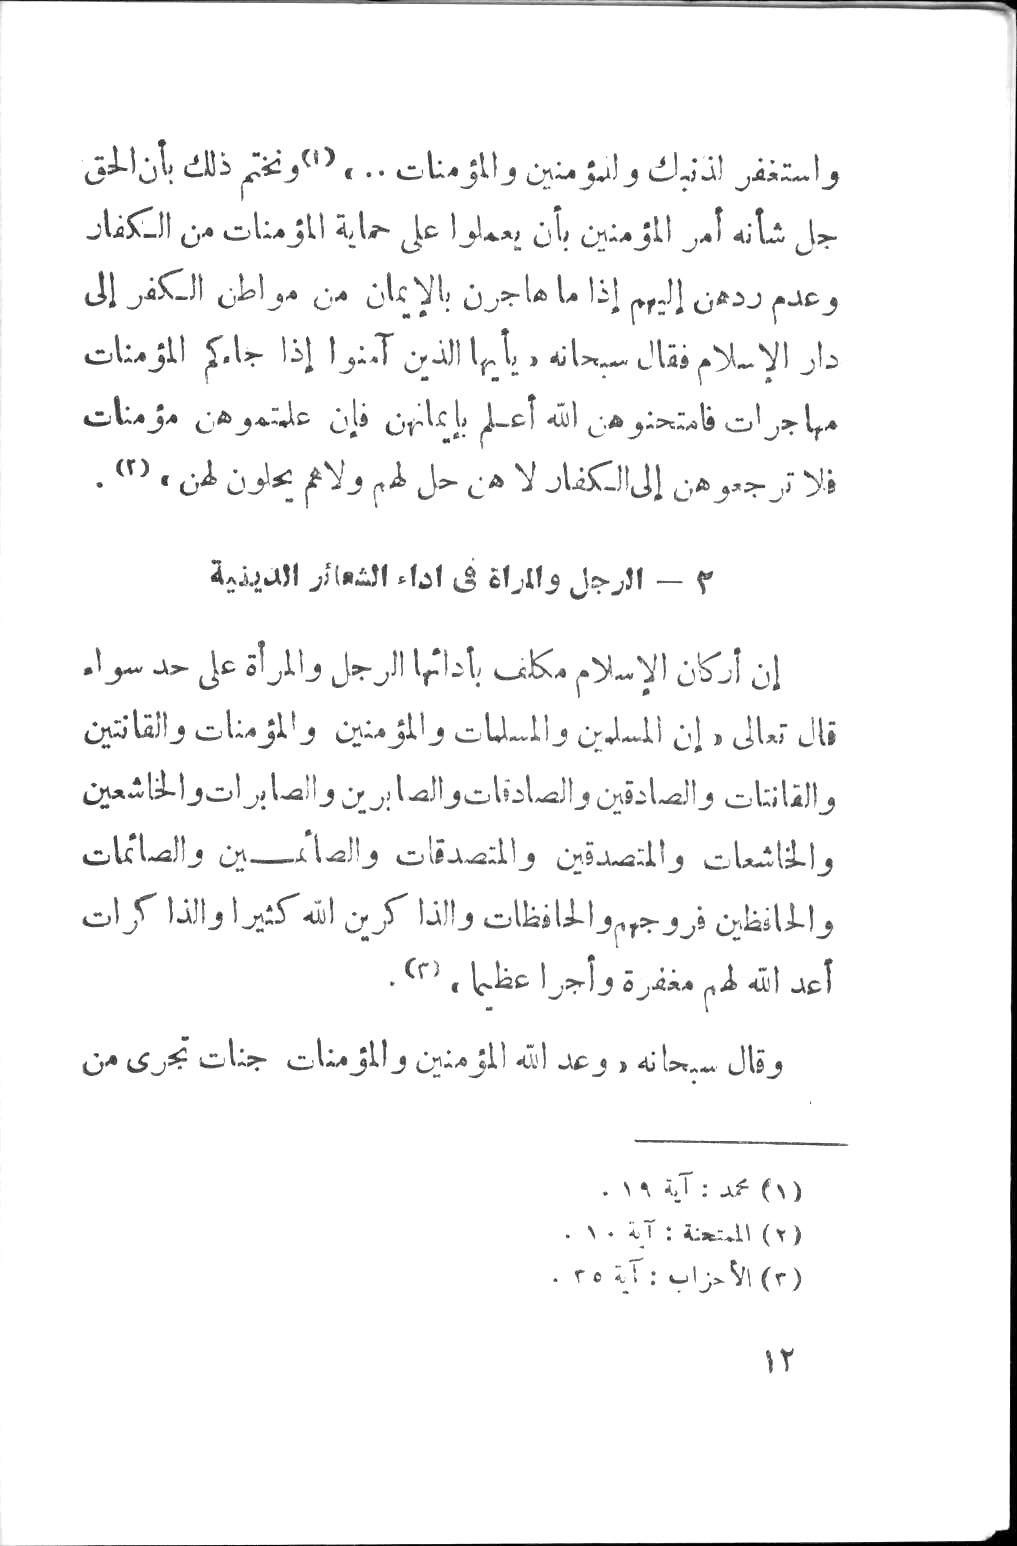 واستغفر لذنبك وللمؤمنين والمؤمنات .. ، (١) ونختم ذلك بأن الحق
جل شأنه أمر المؤمنين بأن يعملوا على حماية المؤمنات من الكفار
وعدم ردهن إليهم إذا ما هاجرن بالإيمان من مواطن الكفر إلى
دار الإسلام فقال سبحانه « يأيها الذين آمنوا إذا جاءكم المؤمنات
مهاجرات فامتحنوهن الله أعلم بإيمانهن فإن علمتموهن مؤمنات
فلا ترجعوهن إلى الكفار لا هن حل لهم ولا هم يحلون لهن ، (٢) .
٢ – الرجل والمراة فى اداء الشعائر الدينية
إن أركان الإسلام مكلف بأدائها الرجل والمرأة على حد سواء
قال تعالى « إن المسلمين والمسلمات والمؤمنين والمؤمنات والقانتين
والقانتات والصادقين والصادقات والصابرين والصابرات والخاشعين
والخاشعات والمتصدقين والمتصدقات والصائمـــين والصائمات
والحافظين فروجهم والحافظات والذاكرين الله كثيرا والذاكرات
أعد الله لهم مغفرة وأجرا عظيما ، (٣) .
وقال سبحانه « وعد الله المؤمنين والمؤمنات جنات تجرى من
(١) محمد : آية ١٩ .
(٢) الممتحنة : آية ١٠ .
(٣) الأحزاب : آية ٣٥ .
١٢